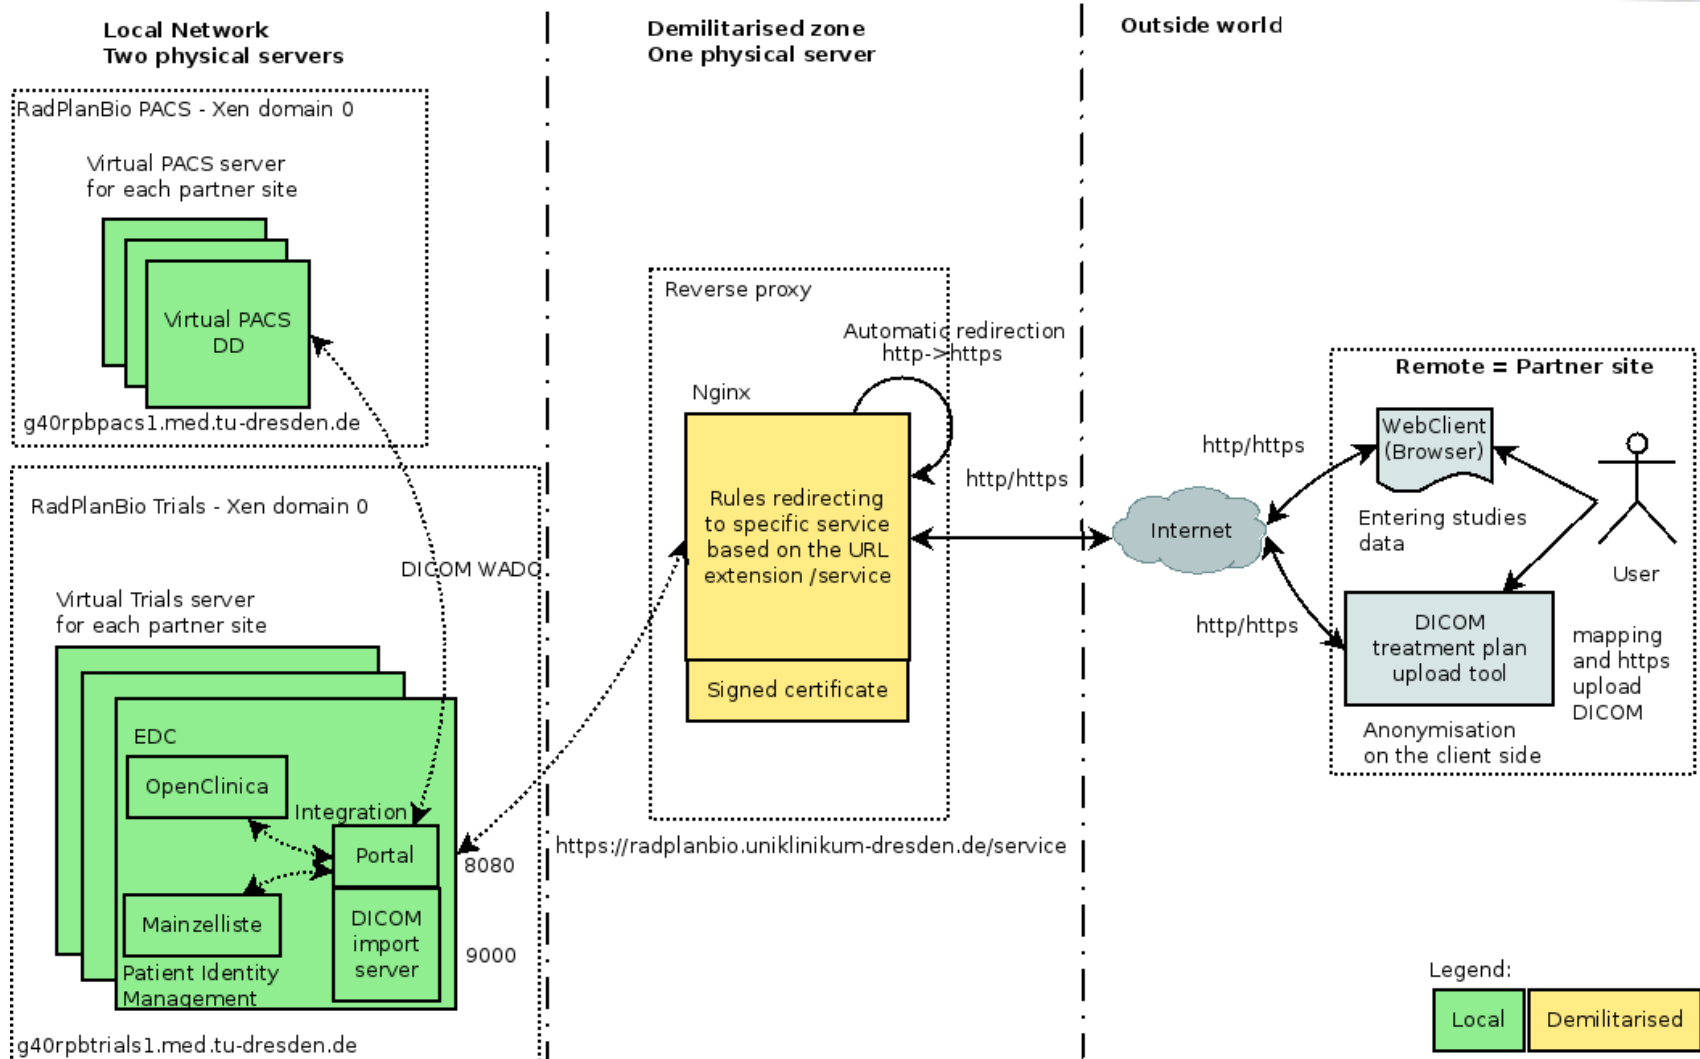 Local Network
Two physical servers
RadPlanBio PACS - Xen domain 0
Virtual PACS server
for each partner site
Virtual PACS
DD
g40rpbpacs1.med.tu-dresden.de
RadPlanBio Trials - Xen domain 0
DICOM WADO
Virtual Trials server
for each partner site
EDC
OpenClinica
Integration
Portal
8080
Mainzelliste
DICOM
import
server
9000
Patient Identity
Management
g40rpbtrials1.med.tu-dresden.de
Demilitarised zone
One physical server
Reverse proxy
Automatic redirection
http->https
Nginx
Rules redirecting
to specific service
based on the URL
extension /service
Signed certificate
http/https
https://radplanbio.uniklinikum-dresden.de/service
Outside world
Internet
http/https
http/https
Remote = Partner site
WebClient
(Browser)
Entering studies
data
User
DICOM
treatment plan
upload tool
mapping
and https
upload
DICOM
Anonymisation
on the client side
Legend:
Local
Demilitarised